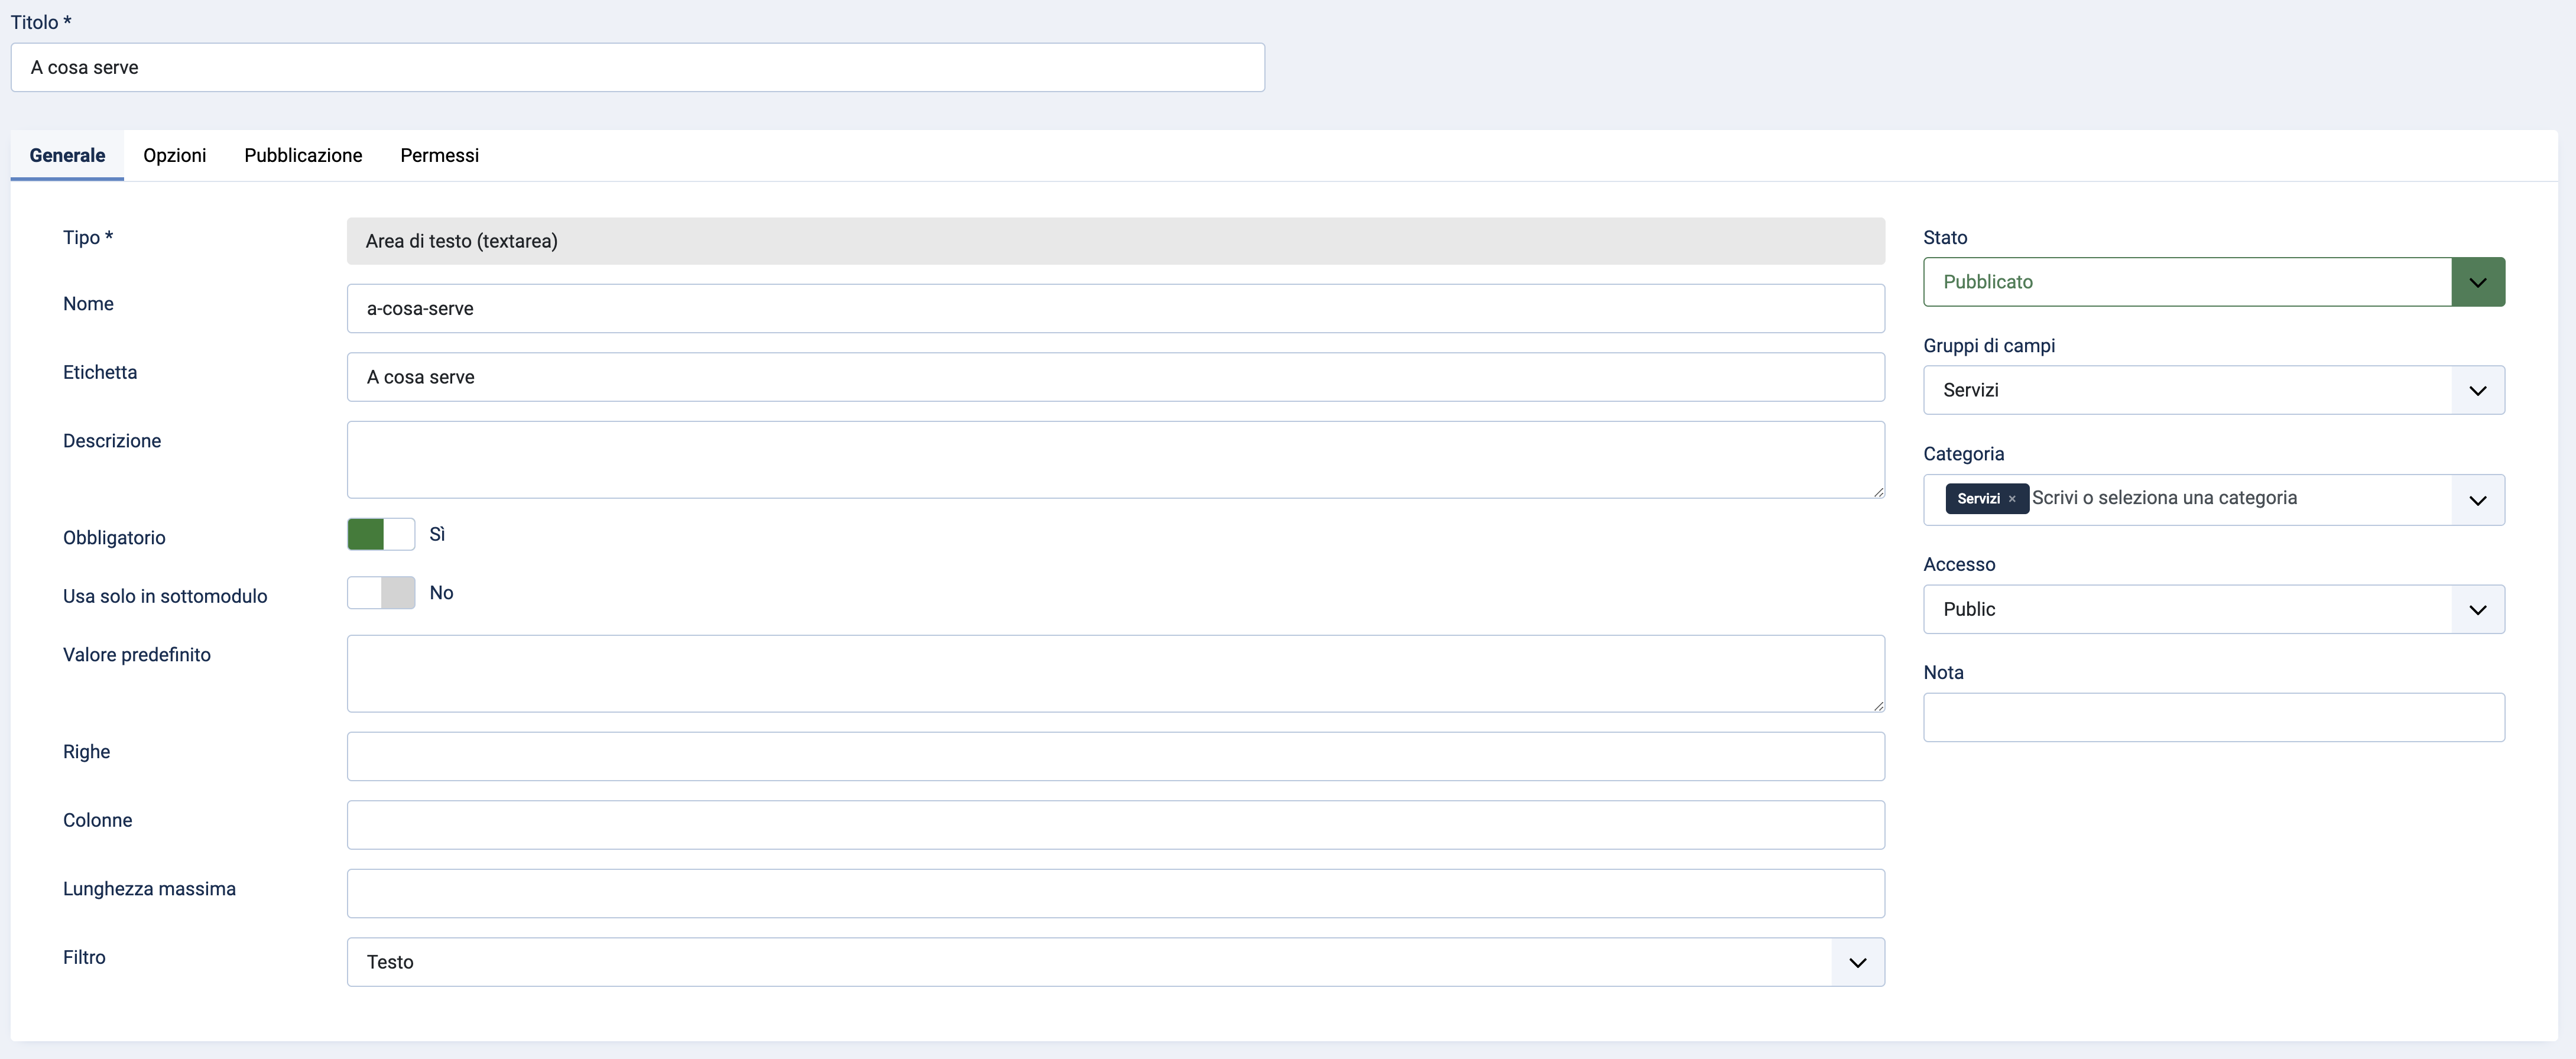 Titolo *
A cosa serve
Generale
Opzioni
Pubblicazione
Permessi
Tipo *
Area di testo (textarea)
Nome
a-cosa-serve
Etichetta
A cosa serve
Descrizione
Obbligatorio
Sì
Usa solo in sottomodulo
No
Valore predefinito
Righe
Colonne
Lunghezza massima
Filtro
Testo
Stato
Pubblicato
Gruppi di campi
Servizi
Categoria
Servizi × Scrivi o seleziona una categoria
Accesso
Public
Nota